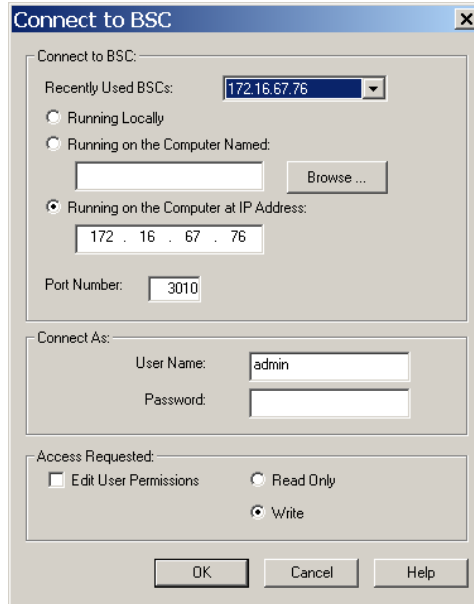 Connect to BSC
Connect to BSC:
Recently Used BSCs: 172.16.67.76
Running Locally
Running on the Computer Named:
Browse ...
Running on the Computer at IP Address:
172 . 16 . 67 . 76
Port Number: 3010
Connect As:
User Name: admin
Password:
Access Requested:
Edit User Permissions Read Only
Write
OK Cancel Help